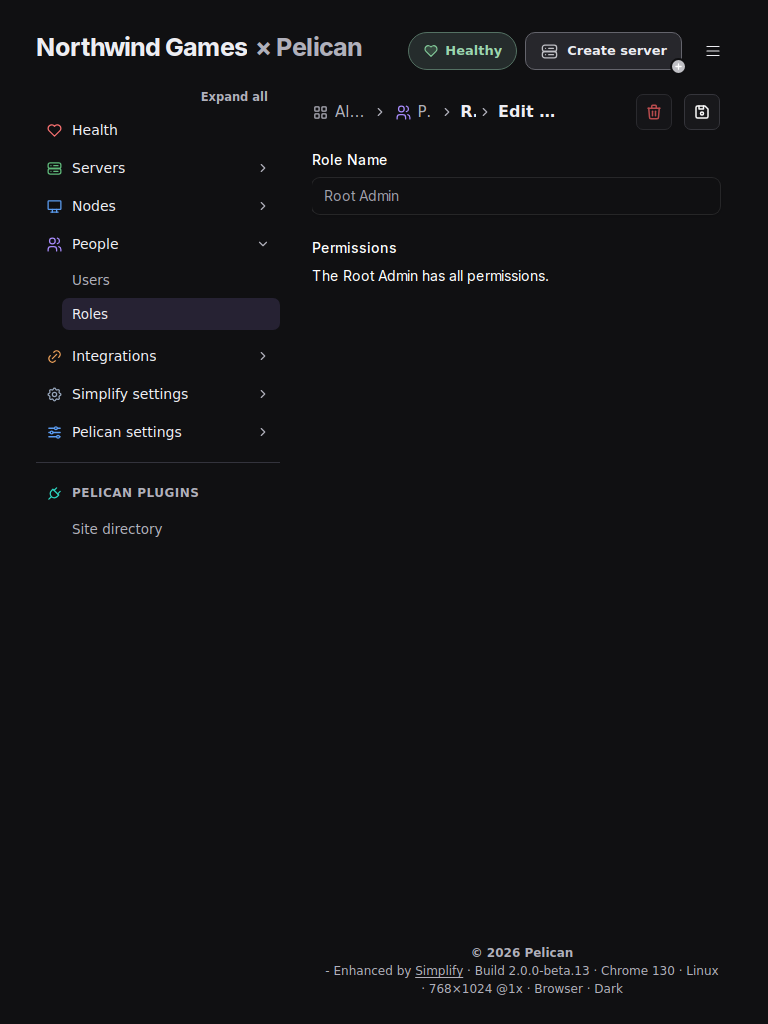 Northwind Games × Pelican
Healthy
Create server
Expand all
Health
Servers
Nodes
People
Users
Roles
Integrations
Simplify settings
Pelican settings
PELICAN PLUGINS
Site directory
Al… > P. > R. > Edit …
Role Name
Root Admin
Permissions
The Root Admin has all permissions.
© 2026 Pelican
- Enhanced by Simplify · Build 2.0.0-beta.13 · Chrome 130 · Linux
· 768×1024 @1x · Browser · Dark